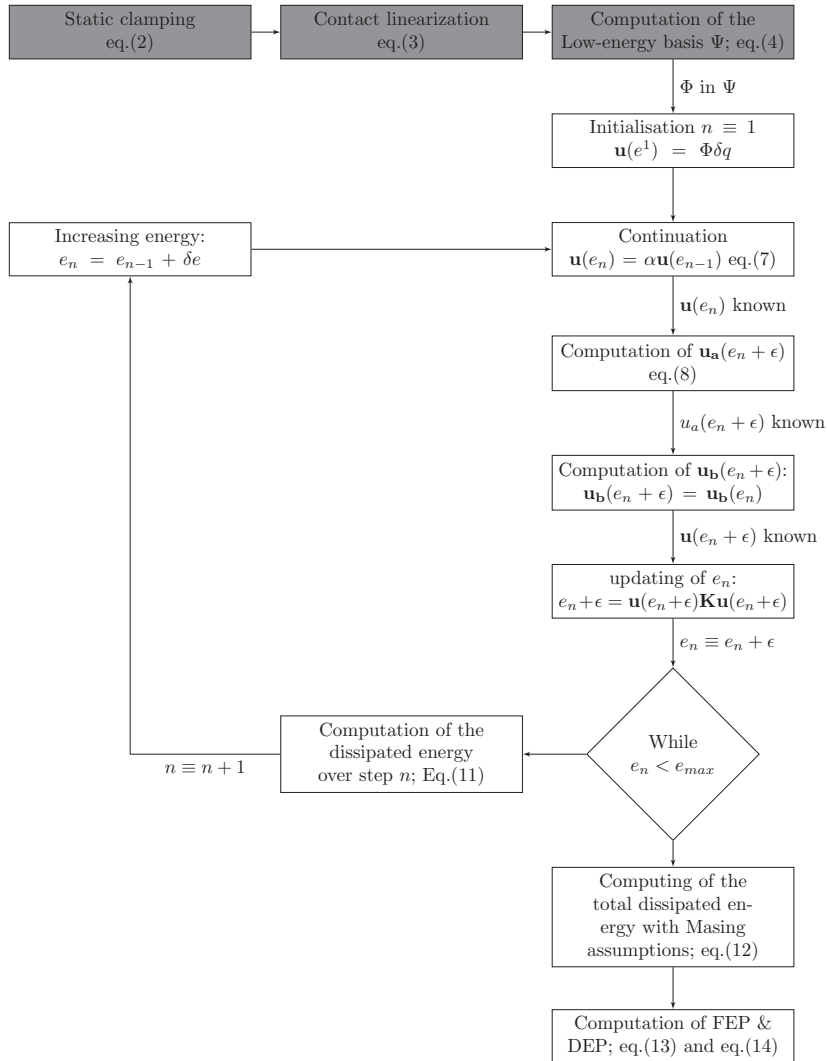 Static clamping
eq.(2)
Contact linearization
eq.(3)
Computation of the
Low-energy basis Ψ; eq.(4)
Φ in Ψ
Initialisation n ≡ 1
u(e¹) = Φδq
Increasing energy:
eₙ = eₙ₋₁ + δe
Continuation
u(eₙ) = αu(eₙ₋₁) eq.(7)
u(eₙ) known
Computation of uₐ(eₙ + ϵ)
eq.(8)
uₐ(eₙ + ϵ) known
Computation of u_b(eₙ + ϵ):
u_b(eₙ + ϵ) = u_b(eₙ)
u(eₙ + ϵ) known
updating of eₙ:
eₙ+ϵ = u(eₙ+ϵ)Ku(eₙ+ϵ)
eₙ ≡ eₙ + ϵ
While
eₙ < eₘₐₓ
Computation of the
dissipated energy
over step n; Eq.(11)
n ≡ n + 1
Computing of the
total dissipated en-
ergy with Masing
assumptions; eq.(12)
Computation of FEP &
DEP; eq.(13) and eq.(14)